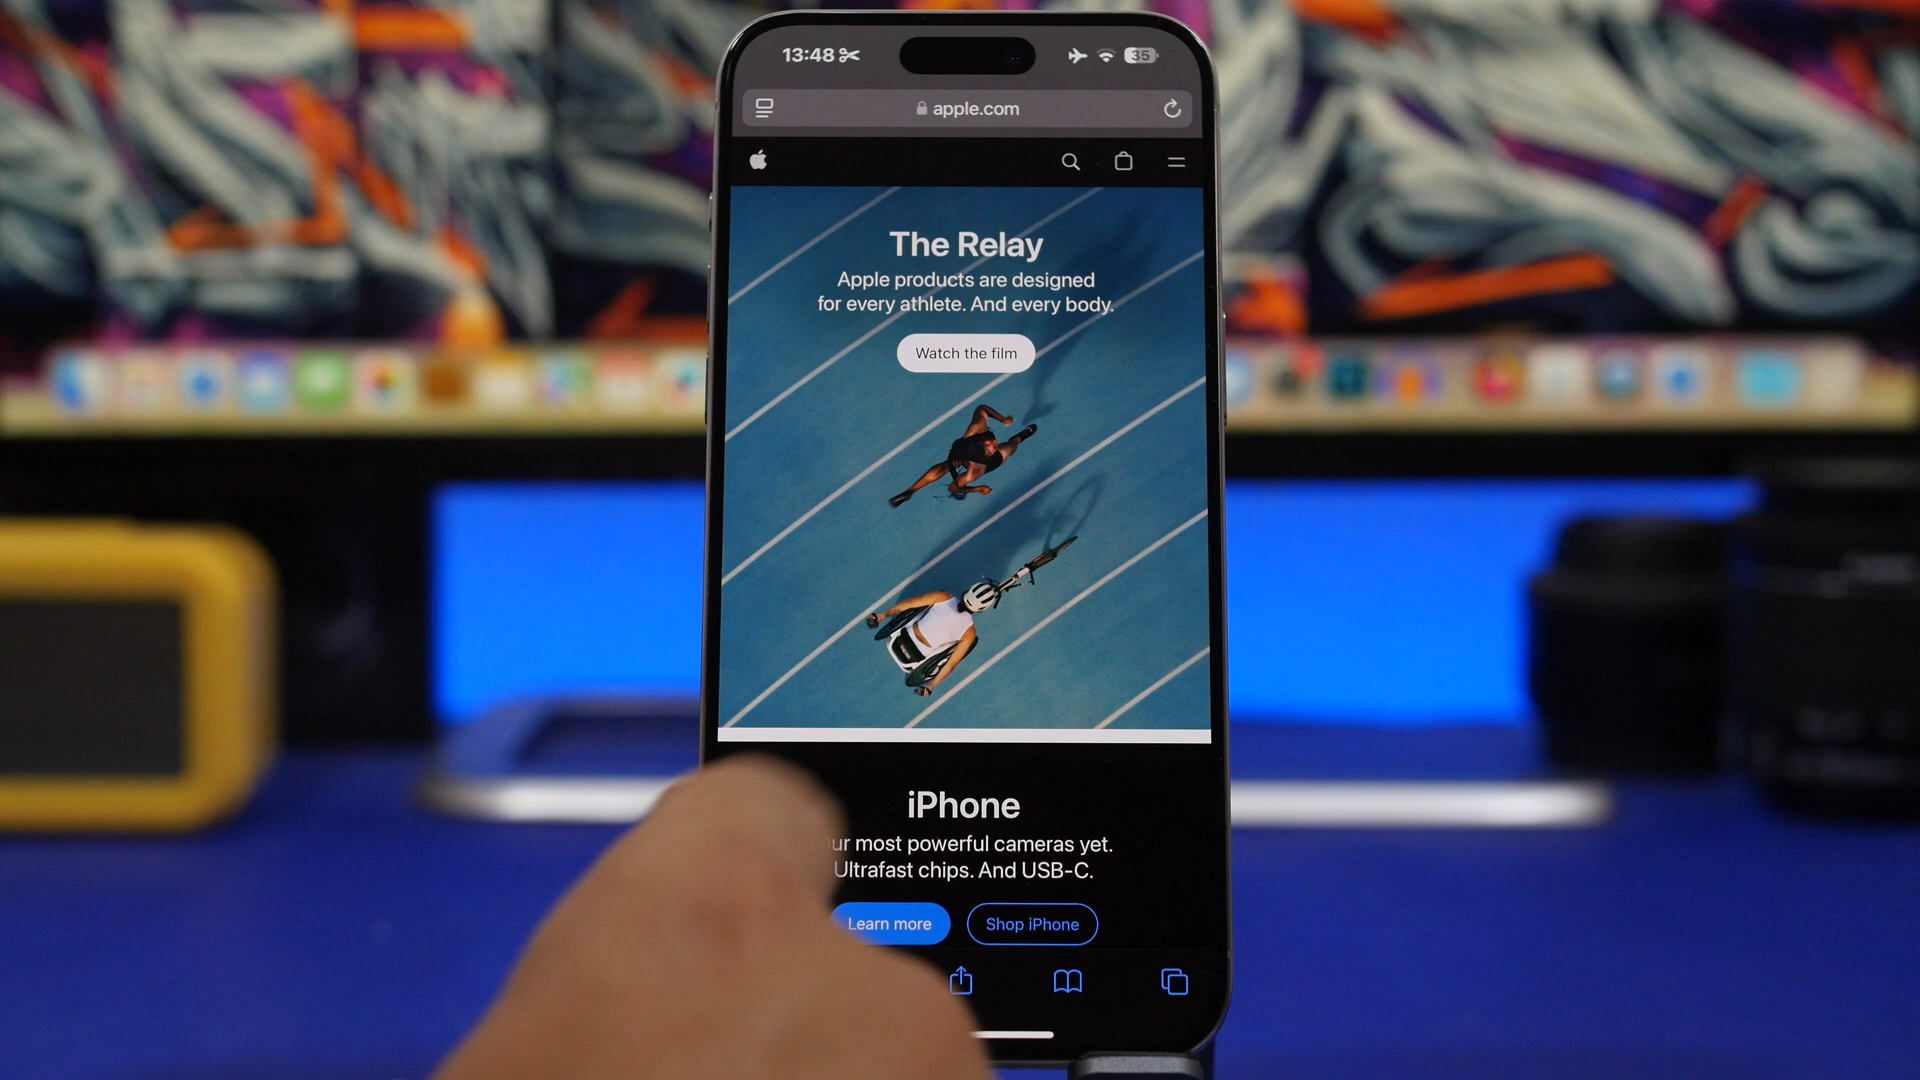 13:48
35
apple.com
The Relay
Apple products are designed
for every athlete. And every body.
Watch the film
iPhone
ur most powerful cameras yet.
Ultrafast chips. And USB-C.
Learn more
Shop iPhone